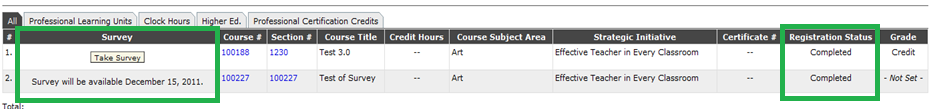 All Professional Learning Units Clock Hours Higher Ed. Professional Certification Credits
# Survey Course # Section # Course Title Credit Hours Course Subject Area Strategic Initiative Certificate # Registration Status Grade
1. Take Survey 100188 1230 Test 3.0 -- Art Effective Teacher in Every Classroom -- Completed Credit
2. Survey will be available December 15, 2011. 100227 100227 Test of Survey -- Art Effective Teacher in Every Classroom -- Completed - Not Set -
Total: